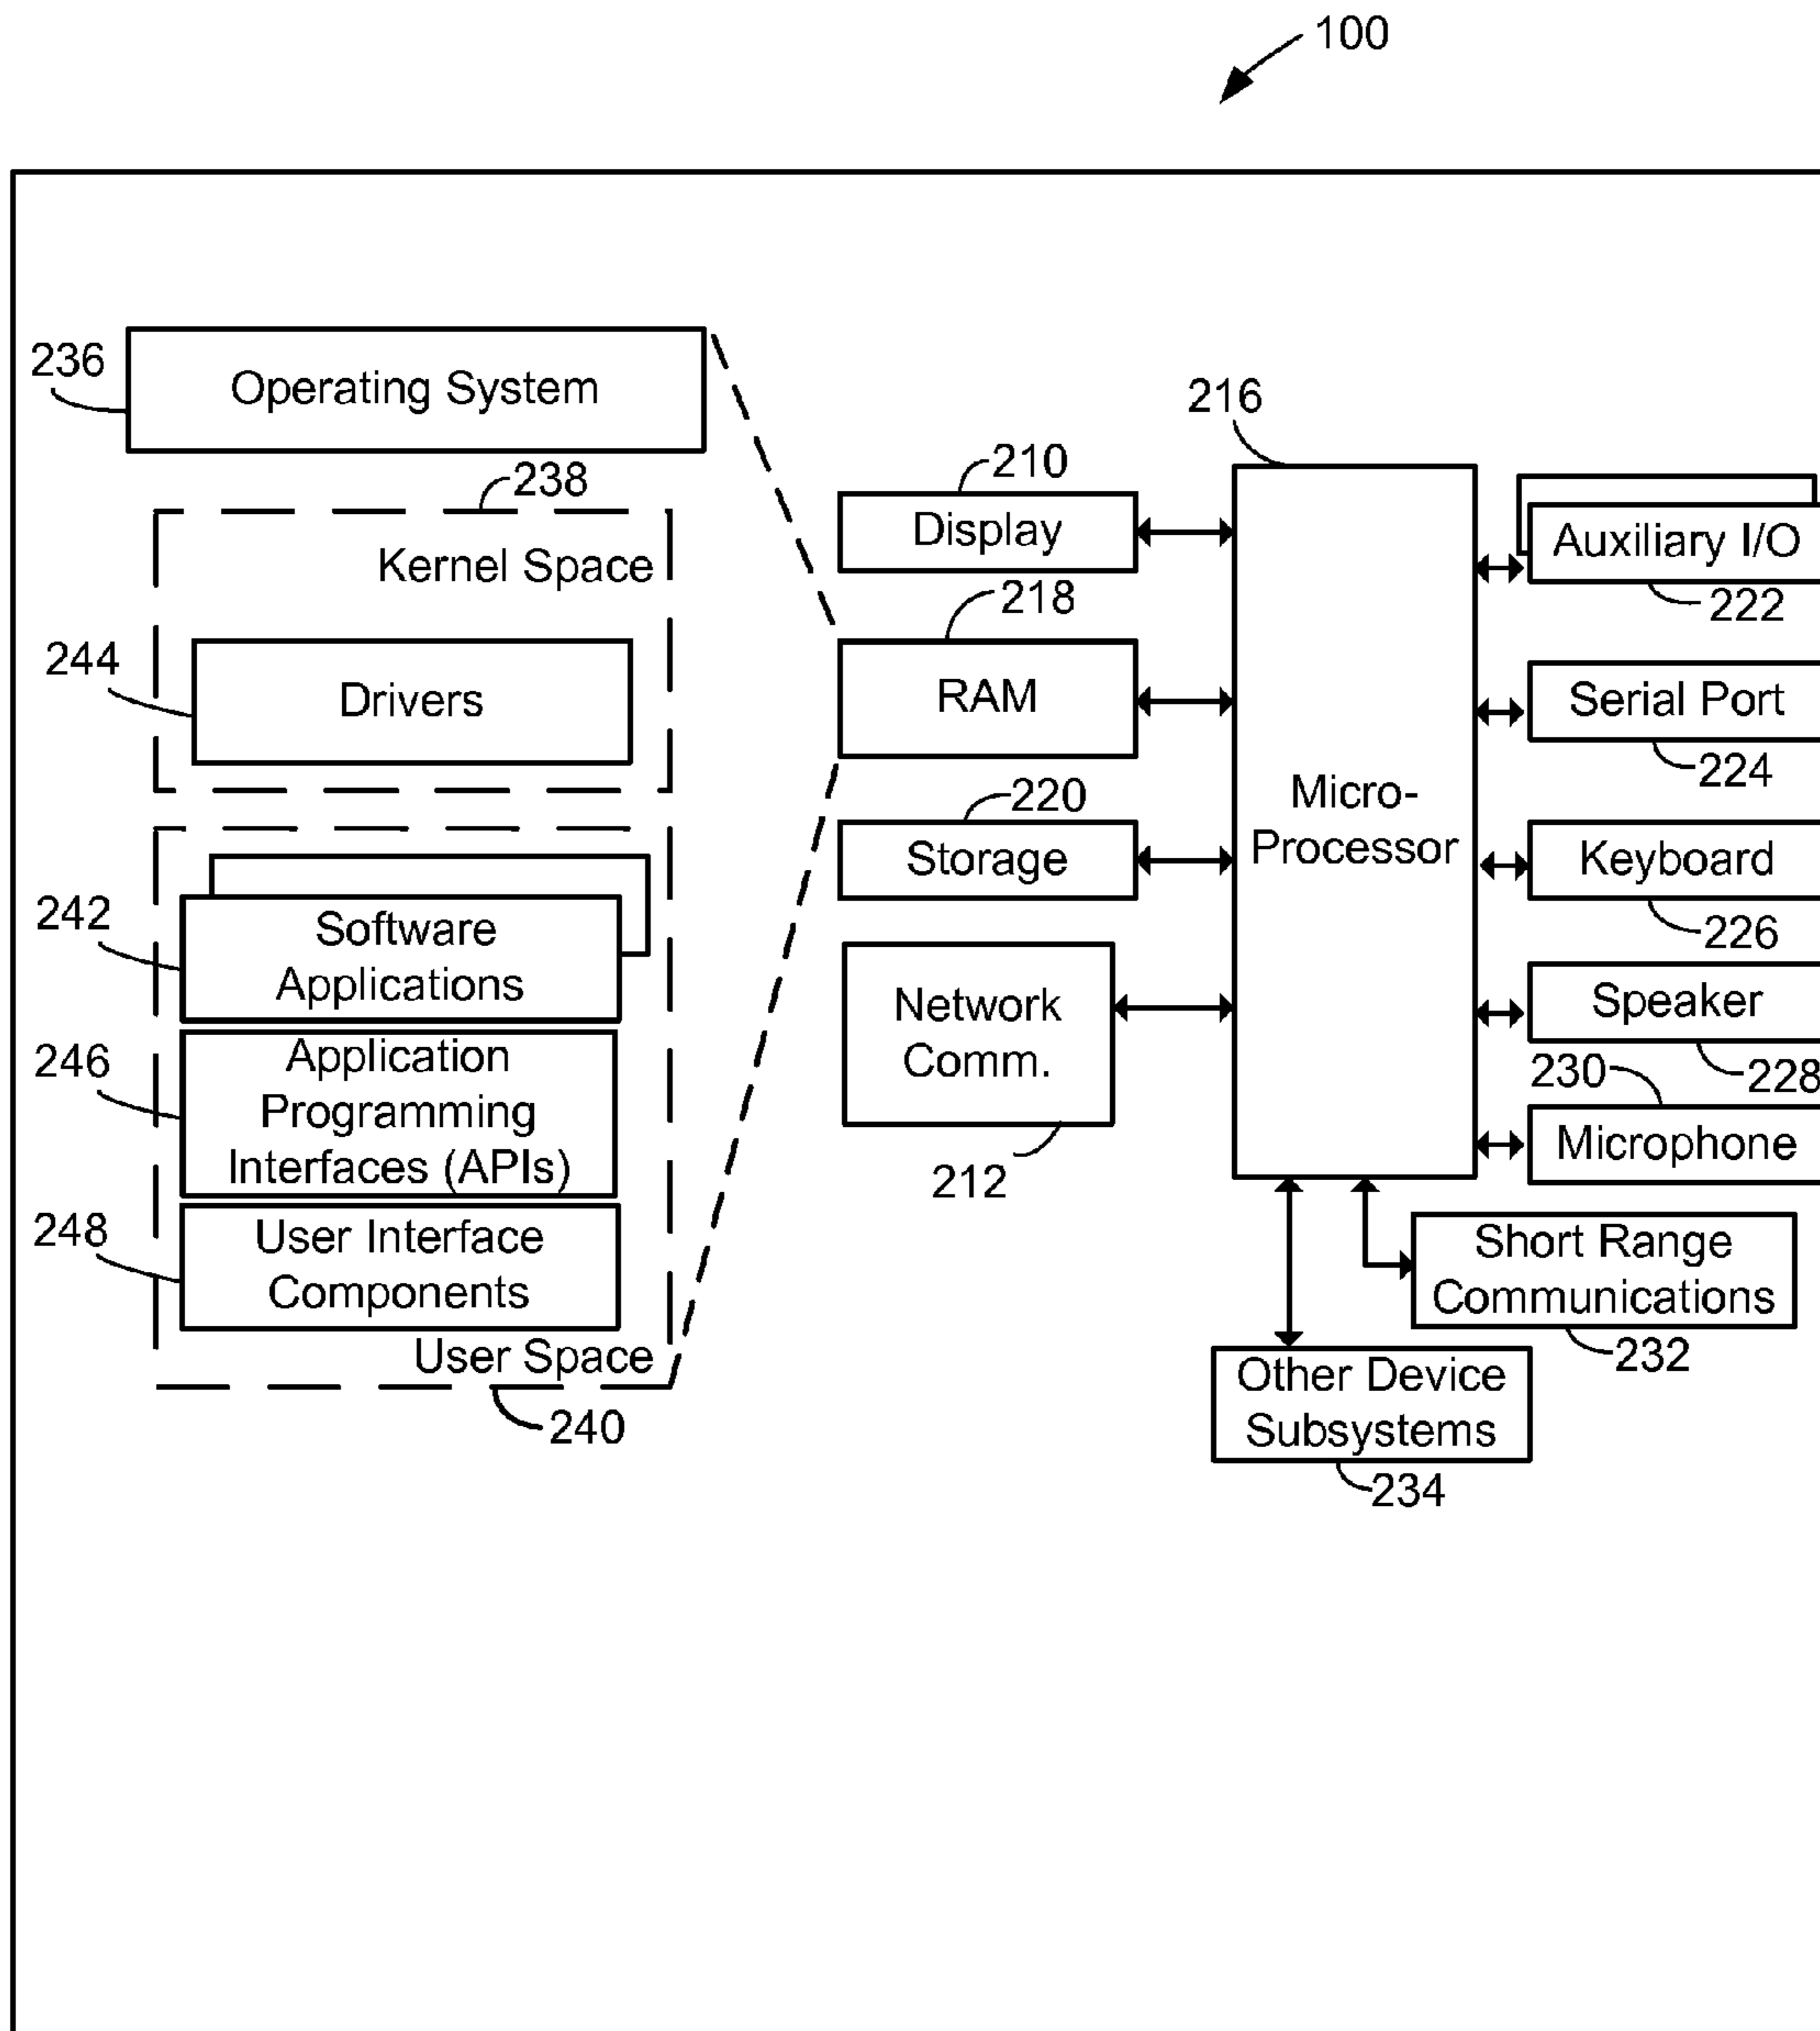 100
236
Operating System
238
Kernel Space
244
Drivers
242
Software
Applications
246
Application
Programming
Interfaces (APIs)
248
User Interface
Components
User Space
240
210
Display
218
RAM
220
Storage
Network
Comm.
212
216
Micro-
Processor
Auxiliary I/O
222
Serial Port
224
Keyboard
226
Speaker
228
230
Microphone
Short Range
Communications
232
Other Device
Subsystems
234